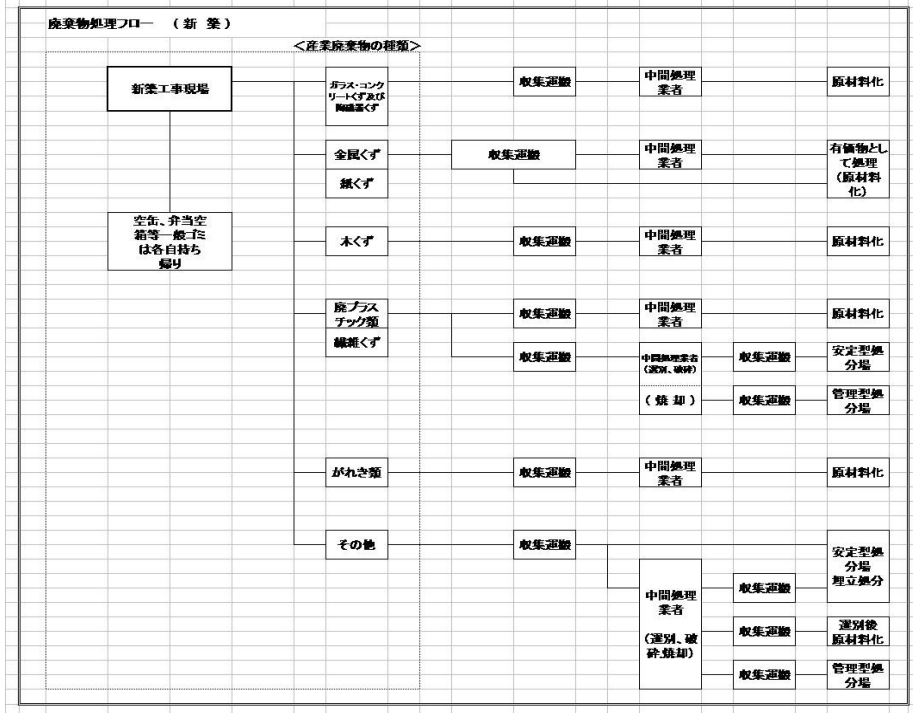 廃棄物処理フロー　（ 新　築 ）
＜産業廃棄物の種類＞
新築工事現場
ガラス・コンク
リートくず及び
陶磁器くず
収集運搬
中間処理
業者
原材料化
金属くず
収集運搬
中間処理
業者
有価物とし
て処理
（原材料
化）
紙くず
空缶、弁当空
箱等一般ゴミ
は各自持ち
帰り
木くず
収集運搬
中間処理
業者
原材料化
廃プラス
チック類
収集運搬
中間処理
業者
原材料化
繊維くず
収集運搬
中間処理業者
（選別、破砕）
収集運搬
安定型処
分場
（ 焼 却 ）
収集運搬
管理型処
分場
がれき類
収集運搬
中間処理
業者
原材料化
その他
収集運搬
安定型処
分場
埋立処分
中間処理
業者
（選別、破
砕、焼却）
収集運搬
収集運搬
選別後
原材料化
収集運搬
管理型処
分場